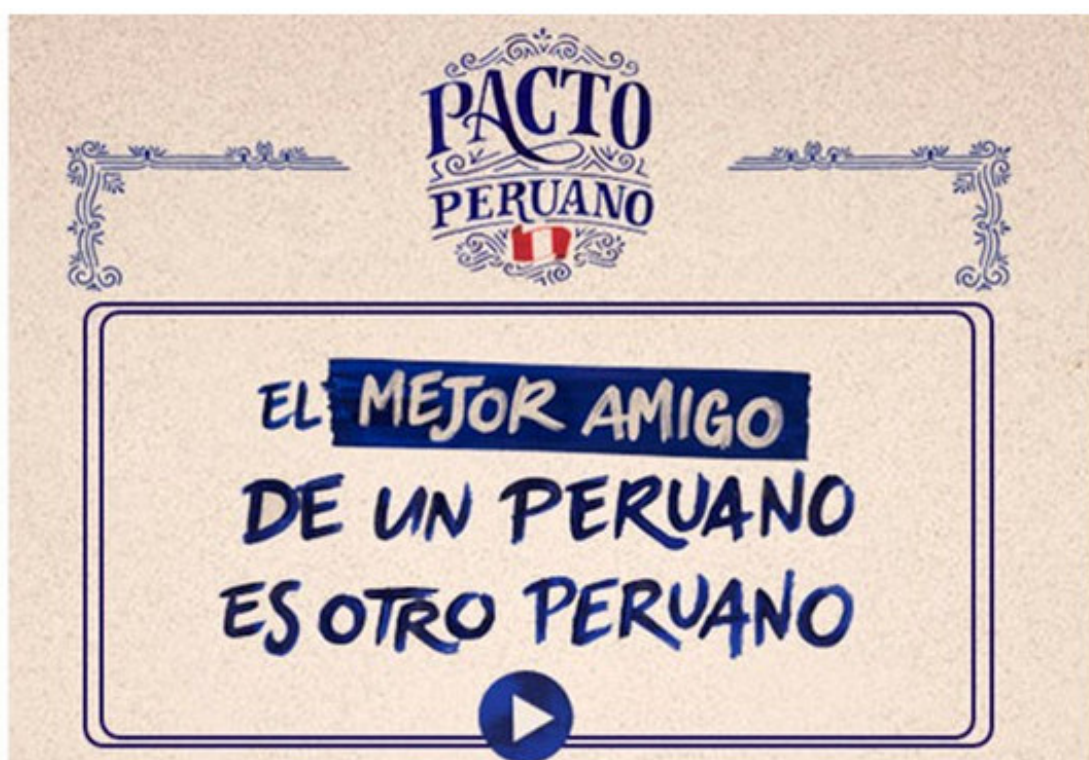 PACTO
PERUANO
EL MEJOR AMIGO
DE UN PERUANO
ES OTRO PERUANO